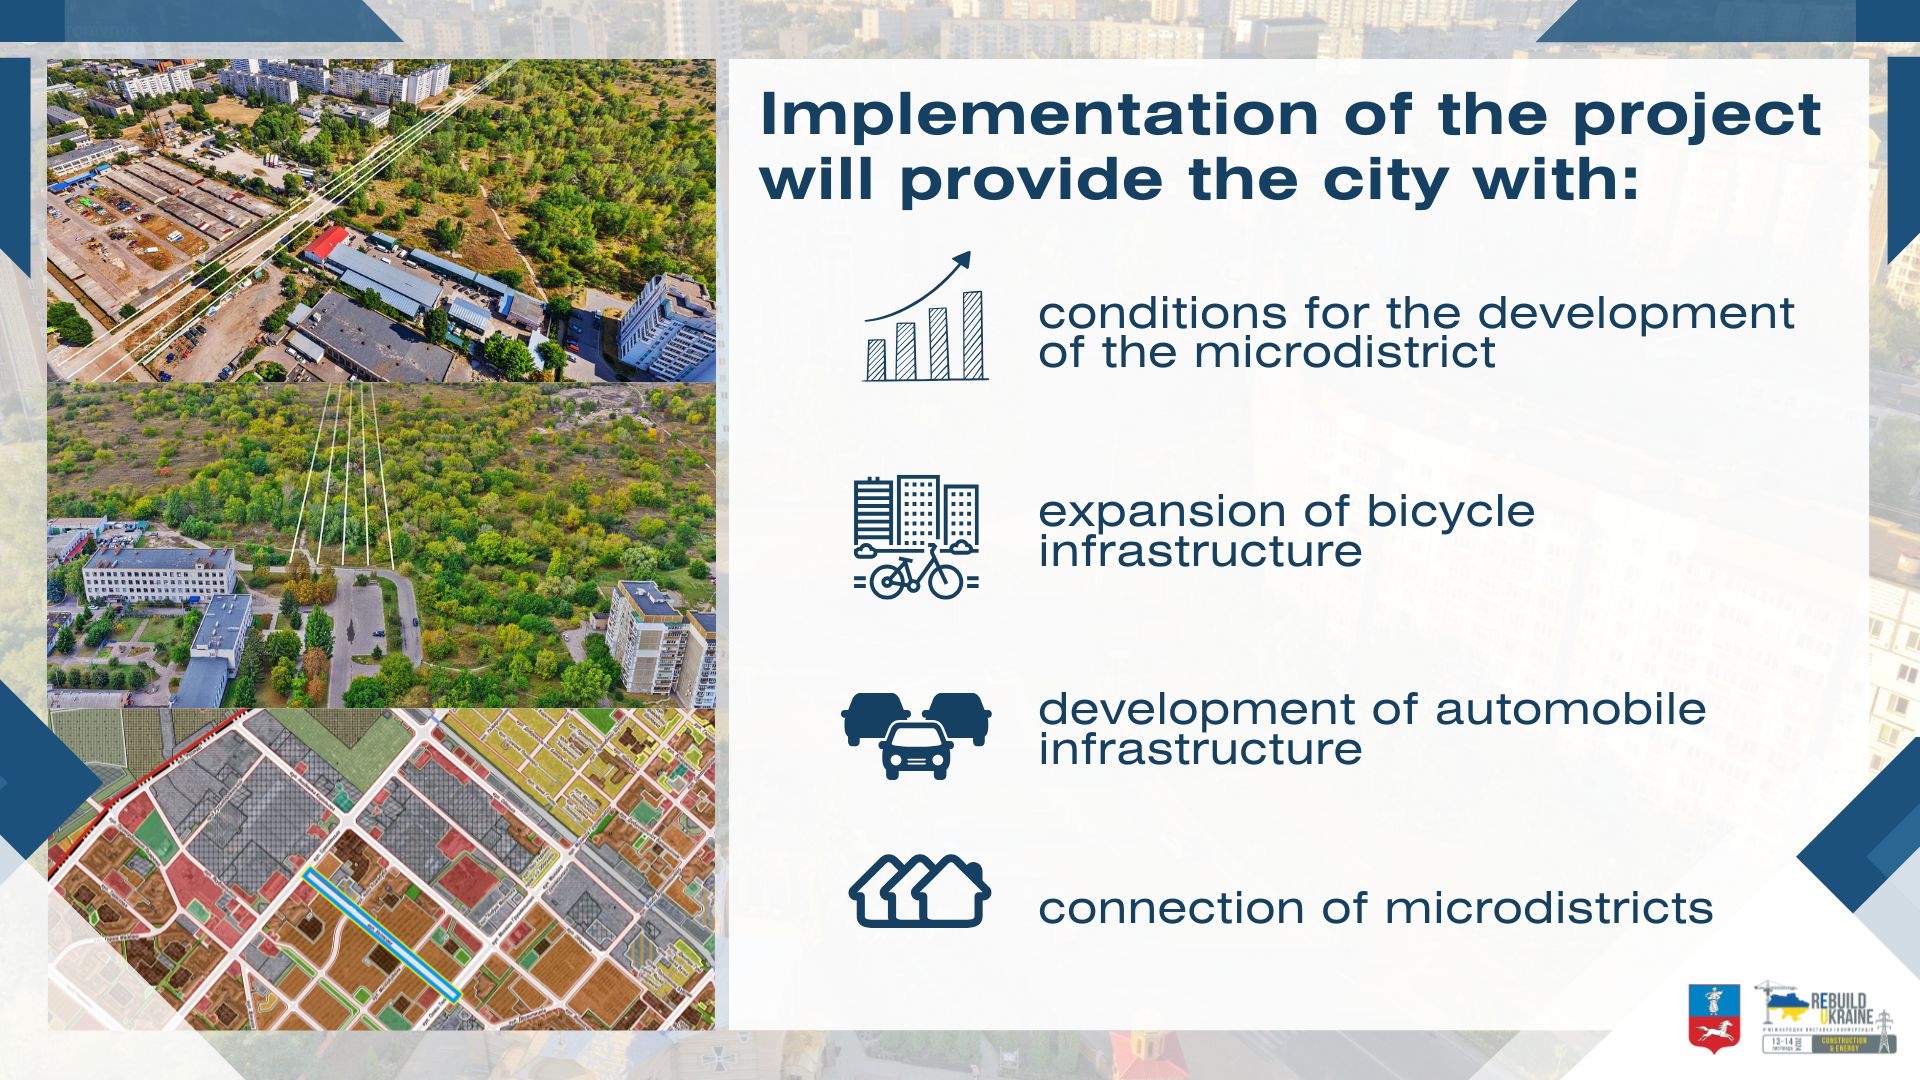 Implementation of the project
will provide the city with:
conditions for the development
of the microdistrict
expansion of bicycle
infrastructure
development of automobile
infrastructure
connection of microdistricts
REBUILD
UKRAINE
13-14
2024
CONSTRUCTION
& ENERGY